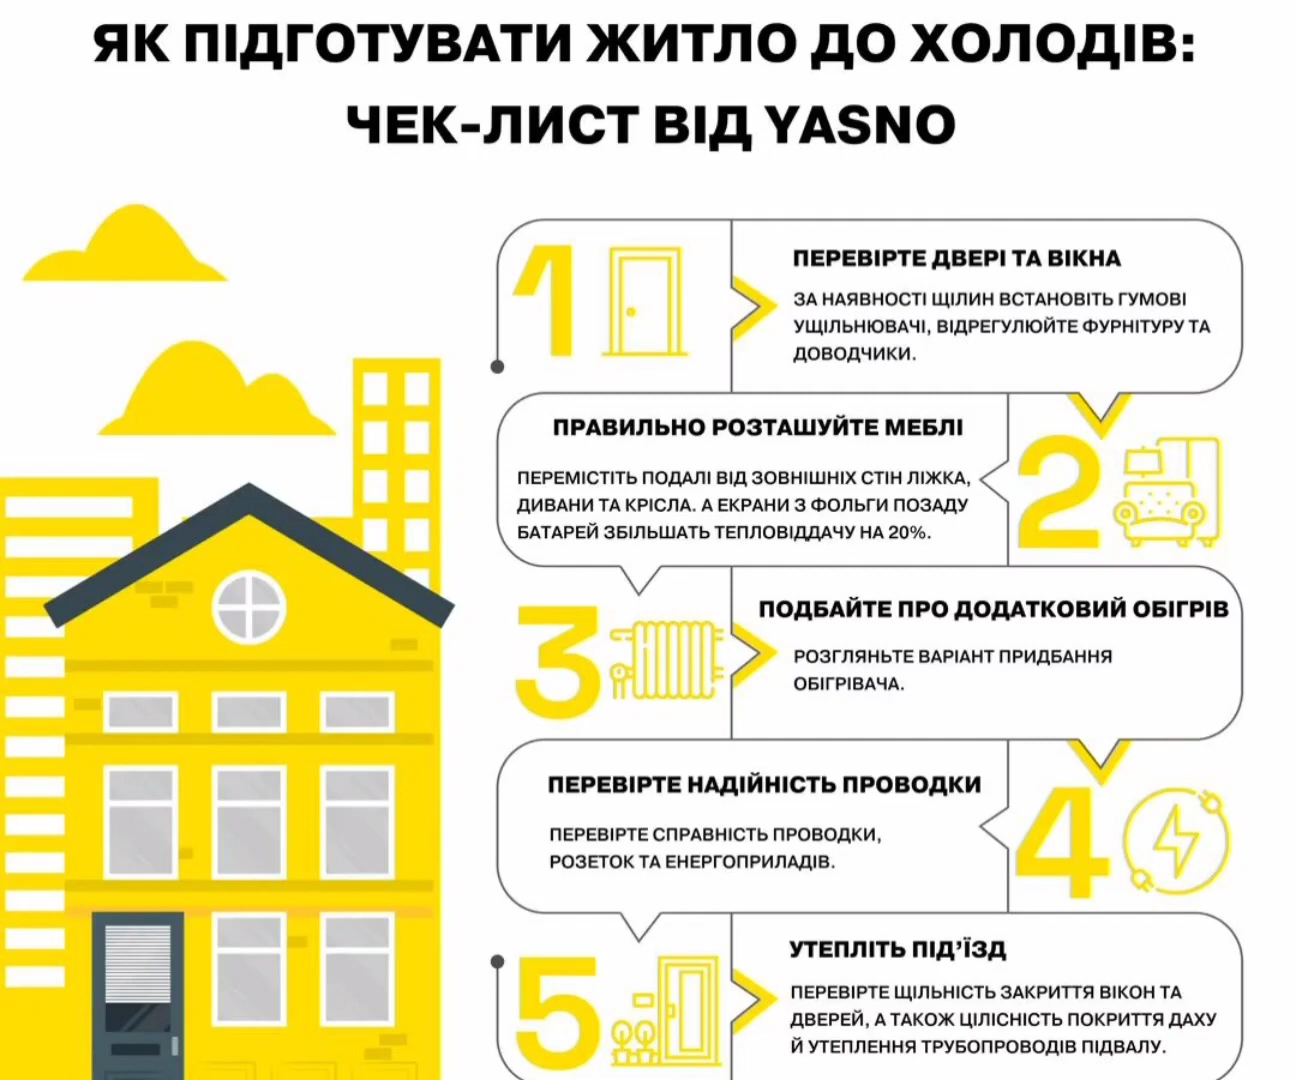 ЯК ПІДГОТУВАТИ ЖИТЛО ДО ХОЛОДІВ:
ЧЕК-ЛИСТ ВІД YASNO
1
ПЕРЕВІРТЕ ДВЕРІ ТА ВІКНА
ЗА НАЯВНОСТІ ЩІЛИН ВСТАНОВІТЬ ГУМОВІ
УЩІЛЬНЮВАЧІ, ВІДРЕГУЛЮЙТЕ ФУРНІТУРУ ТА
ДОВОДЧИКИ.
2
ПРАВИЛЬНО РОЗТАШУЙТЕ МЕБЛІ
ПЕРЕМІСТІТЬ ПОДАЛІ ВІД ЗОВНІШНІХ СТІН ЛІЖКА,
ДИВАНИ ТА КРІСЛА. А ЕКРАНИ З ФОЛЬГИ ПОЗАДУ
БАТАРЕЙ ЗБІЛЬШАТЬ ТЕПЛОВІДДАЧУ НА 20%.
3
ПОДБАЙТЕ ПРО ДОДАТКОВИЙ ОБІГРІВ
РОЗГЛЯНЬТЕ ВАРІАНТ ПРИДБАННЯ
ОБІГРІВАЧА.
4
ПЕРЕВІРТЕ НАДІЙНІСТЬ ПРОВОДКИ
ПЕРЕВІРТЕ СПРАВНІСТЬ ПРОВОДКИ,
РОЗЕТОК ТА ЕНЕРГОПРИЛАДІВ.
5
УТЕПЛІТЬ ПІД’ЇЗД
ПЕРЕВІРТЕ ЩІЛЬНІСТЬ ЗАКРИТТЯ ВІКОН ТА
ДВЕРЕЙ, А ТАКОЖ ЦІЛІСНІСТЬ ПОКРИТТЯ ДАХУ
Й УТЕПЛЕННЯ ТРУБОПРОВОДІВ ПІДВАЛУ.